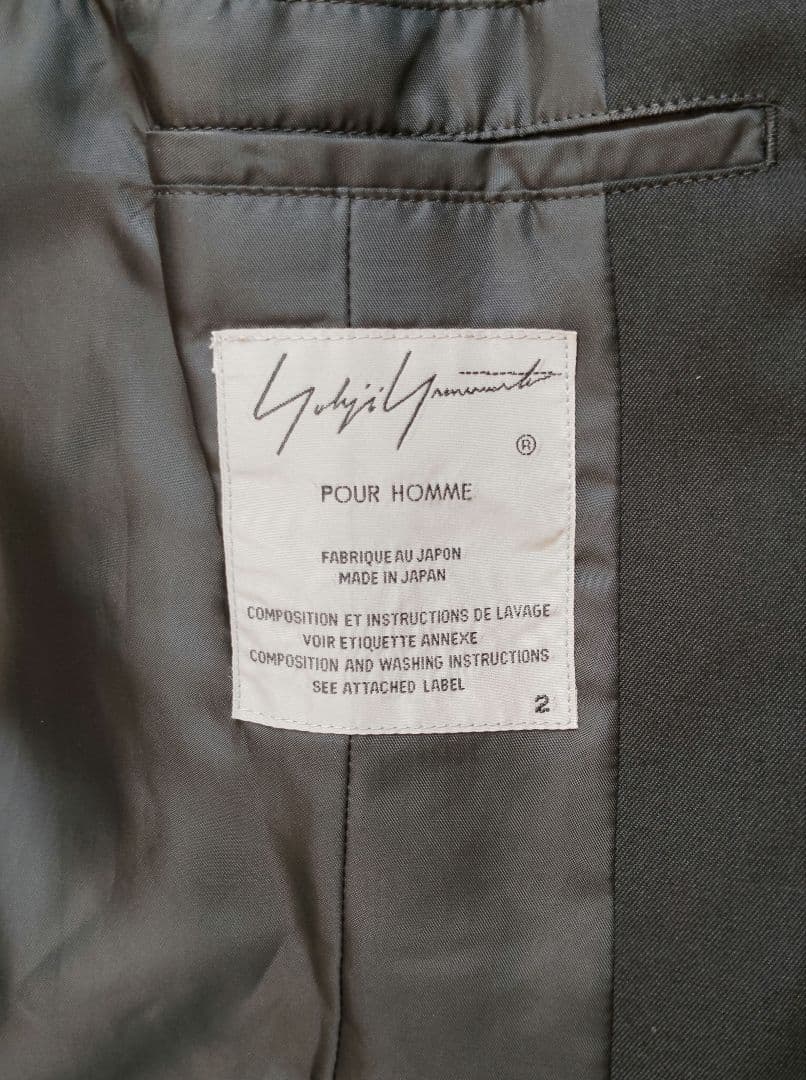 Yohji Yamamoto
®
POUR HOMME
FABRIQUE AU JAPON
MADE IN JAPAN
COMPOSITION ET INSTRUCTIONS DE LAVAGE
VOIR ETIQUETTE ANNEXE
COMPOSITION AND WASHING INSTRUCTIONS
SEE ATTACHED LABEL
2